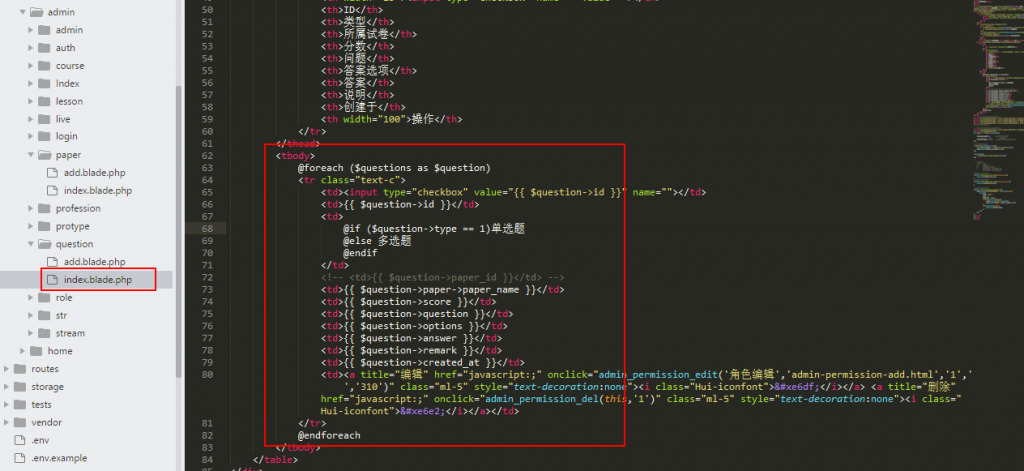 admin
admin
auth
course
Index
lesson
live
login
paper
add.blade.php
index.blade.php
profession
protype
question
add.blade.php
index.blade.php
role
str
stream
home
routes
storage
tests
vendor
.env
.env.example
50 <th>ID</th>
51 <th>类型</th>
52 <th>所属试卷</th>
53 <th>分数</th>
54 <th>问题</th>
55 <th>答案选项</th>
56 <th>答案</th>
57 <th>说明</th>
58 <th>创建于</th>
59 <th width="100">操作</th>
60 </tr>
61 </thead>
62 <tbody>
63 @foreach ($questions as $question)
64 <tr class="text-c">
65 <td><input type="checkbox" value="{{ $question->id }}" name=""></td>
66 <td>{{ $question->id }}</td>
67 <td>
68 @if ($question->type == 1)单选题
69 @else 多选题
70 @endif
71 </td>
72 <!-- <td>{{ $question->paper_id }}</td> -->
73 <td>{{ $question->paper->paper_name }}</td>
74 <td>{{ $question->score }}</td>
75 <td>{{ $question->question }}</td>
76 <td>{{ $question->options }}</td>
77 <td>{{ $question->answer }}</td>
78 <td>{{ $question->remark }}</td>
79 <td>{{ $question->created_at }}</td>
80 <td><a title="编辑" href="javascript:;" onclick="admin_permission_edit('角色编辑','admin-permission-add.html','1','
','310')" class="ml-5" style="text-decoration:none"><i class="Hui-iconfont">&#xe6df;</i></a> <a title="删除"
href="javascript:;" onclick="admin_permission_del(this,'1')" class="ml-5" style="text-decoration:none"><i class="
Hui-iconfont">&#xe6e2;</i></a></td>
81 </tr>
82 @endforeach
83 </tbody>
84 </table>